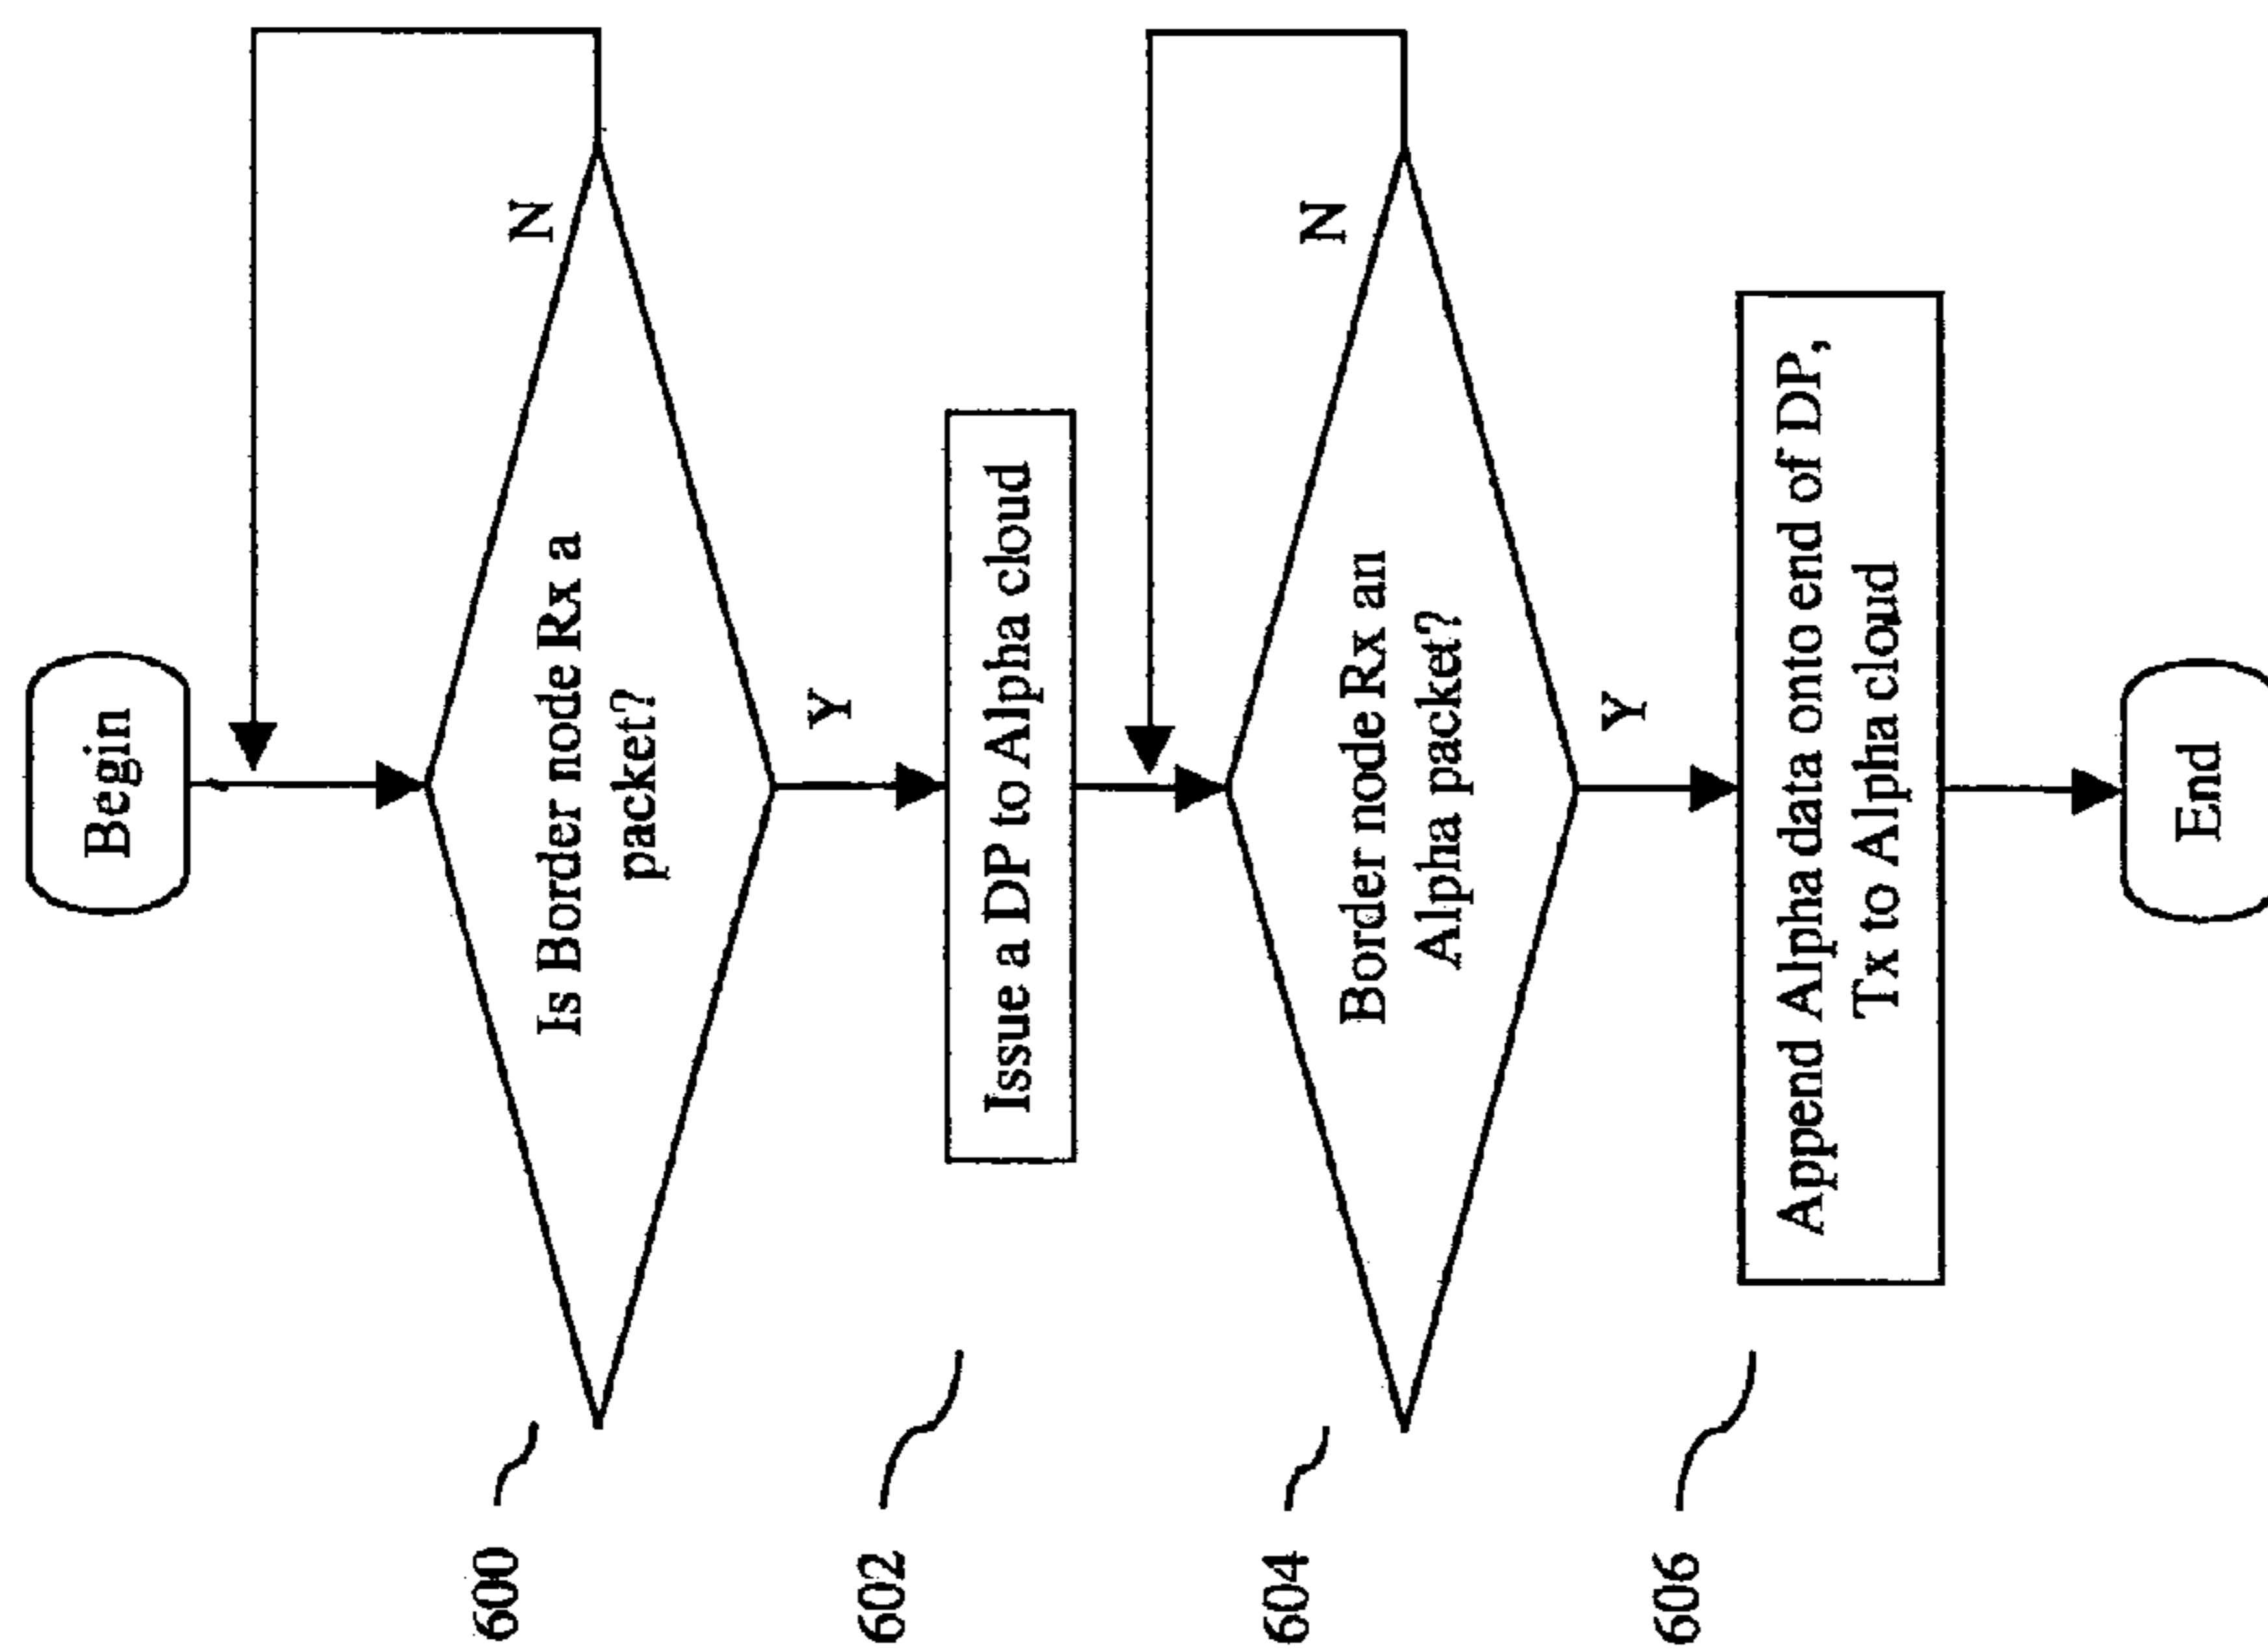 Begin
600
Is Border node Rx a
packet?
N
Y
602
Issue a DP to Alpha cloud
604
Border node Rx an
Alpha packet?
N
Y
606
Append Alpha data onto end of DP,
Tx to Alpha cloud
End